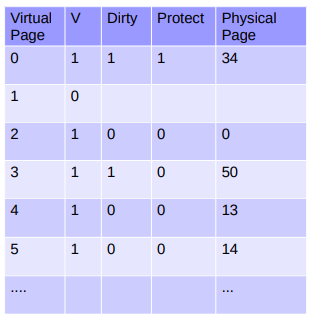 Virtual Page V Dirty Protect Physical Page
0 1 1 1 34
1 0
2 1 0 0 0
3 1 1 0 50
4 1 0 0 13
5 1 0 0 14
.... ...